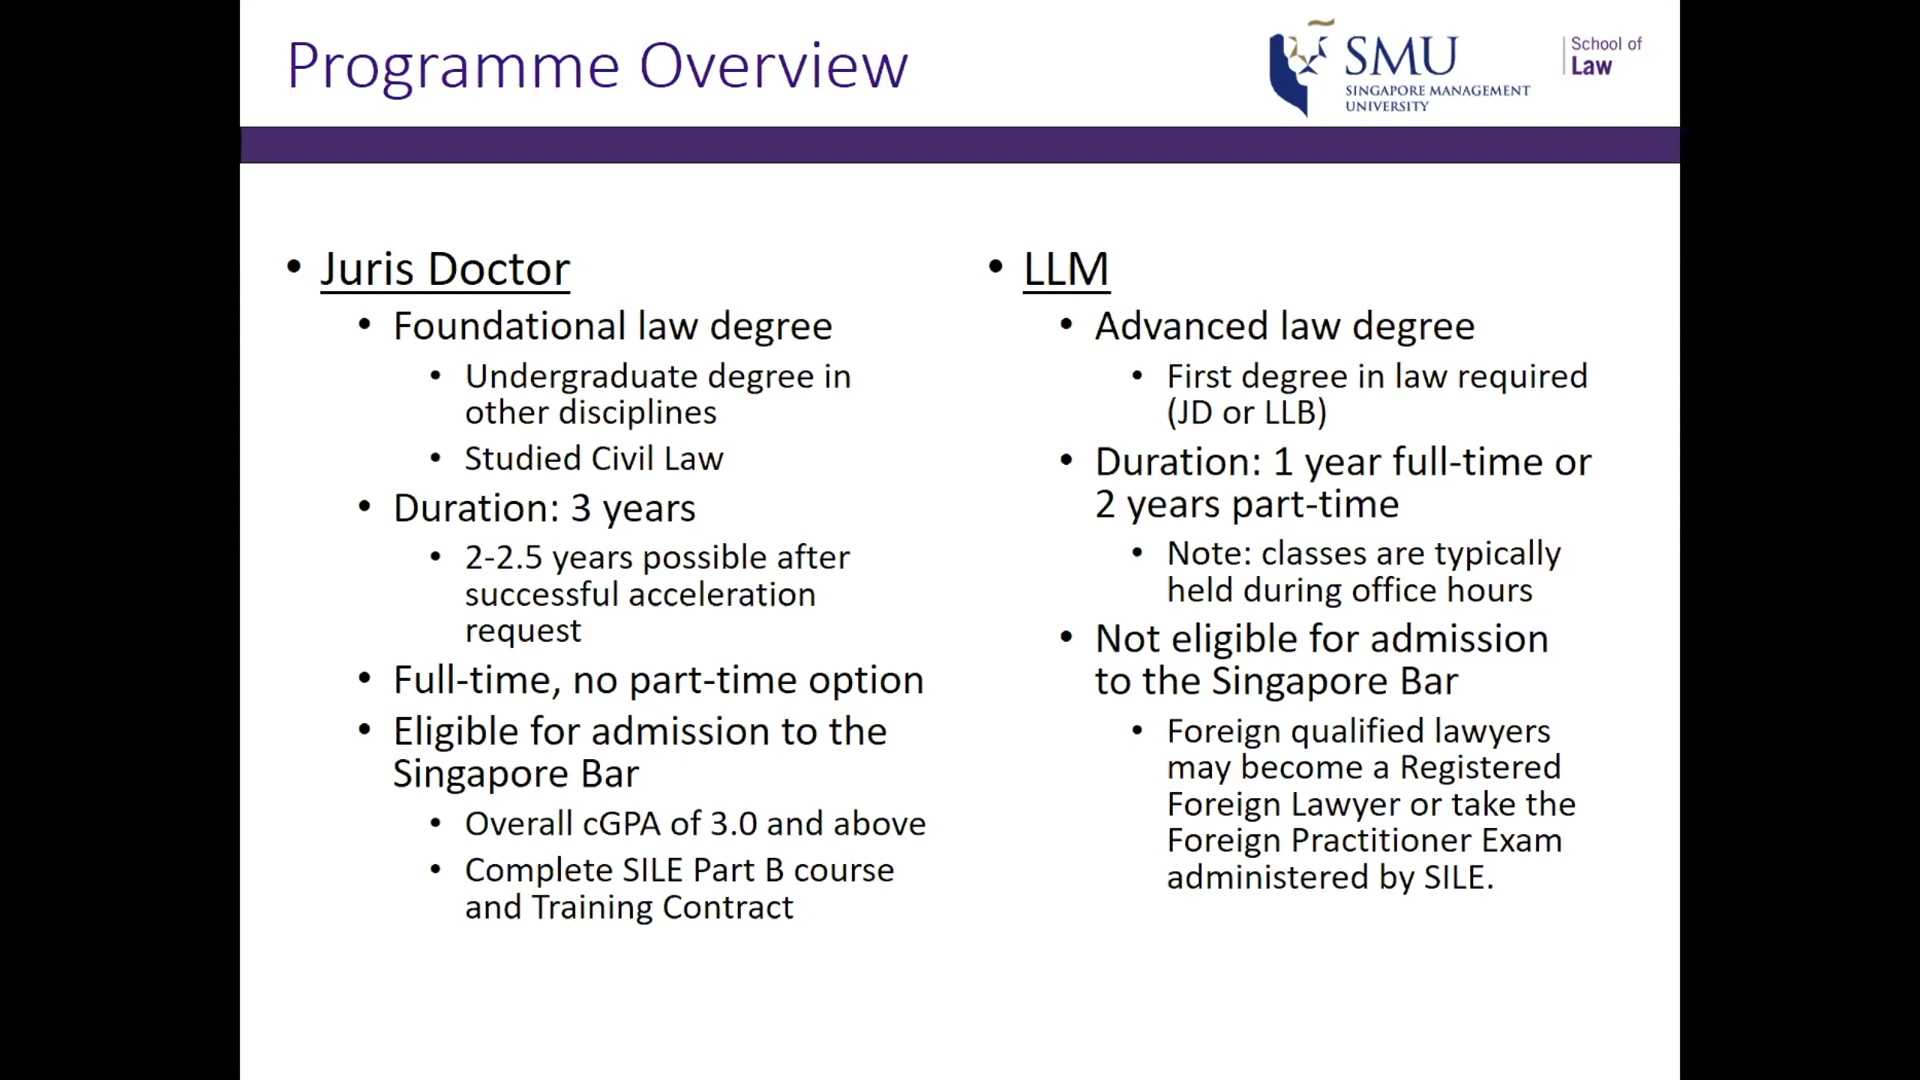 Programme Overview
SMU
SINGAPORE MANAGEMENT
UNIVERSITY
School of
Law
• Juris Doctor
• Foundational law degree
• Undergraduate degree in
other disciplines
• Studied Civil Law
• Duration: 3 years
• 2-2.5 years possible after
successful acceleration
request
• Full-time, no part-time option
• Eligible for admission to the
Singapore Bar
• Overall cGPA of 3.0 and above
• Complete SILE Part B course
and Training Contract
• LLM
• Advanced law degree
• First degree in law required
(JD or LLB)
• Duration: 1 year full-time or
2 years part-time
• Note: classes are typically
held during office hours
• Not eligible for admission
to the Singapore Bar
• Foreign qualified lawyers
may become a Registered
Foreign Lawyer or take the
Foreign Practitioner Exam
administered by SILE.